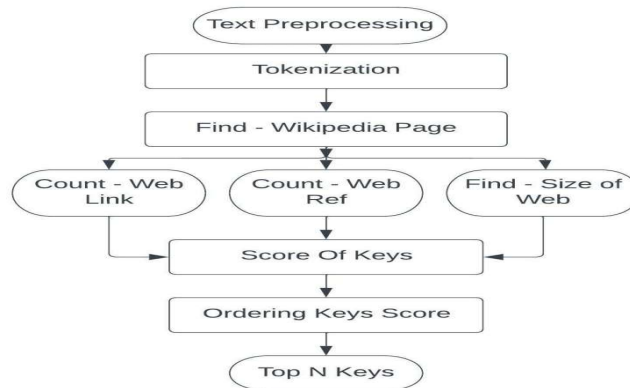 Text Preprocessing
Tokenization
Find - Wikipedia Page
Count - Web
Link
Count - Web
Ref
Find - Size of
Web
Score Of Keys
Ordering Keys Score
Top N Keys